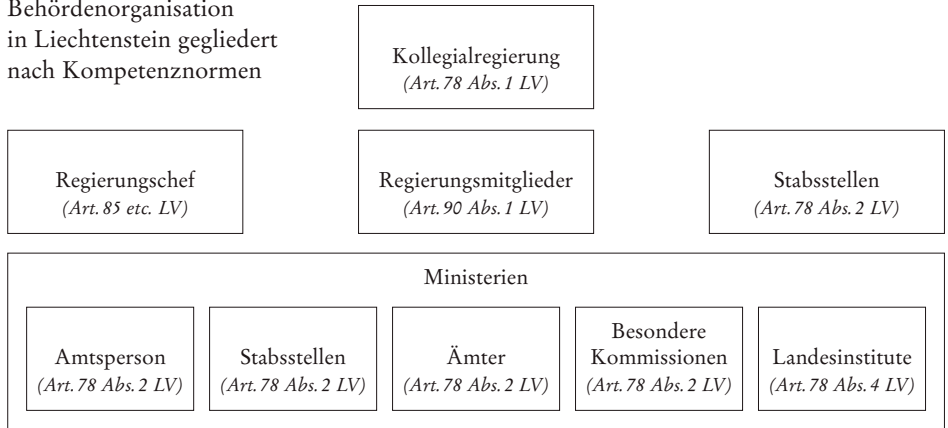 Behördenorganisation
in Liechtenstein gegliedert
nach Kompetenznormen
Kollegialregierung
(Art. 78 Abs. 1 LV)
Regierungschef
(Art. 85 etc. LV)
Regierungsmitglieder
(Art. 90 Abs. 1 LV)
Stabsstellen
(Art. 78 Abs. 2 LV)
Ministerien
Amtsperson
(Art. 78 Abs. 2 LV)
Stabsstellen
(Art. 78 Abs. 2 LV)
Ämter
(Art. 78 Abs. 2 LV)
Besondere
Kommissionen
(Art. 78 Abs. 2 LV)
Landesinstitute
(Art. 78 Abs. 4 LV)